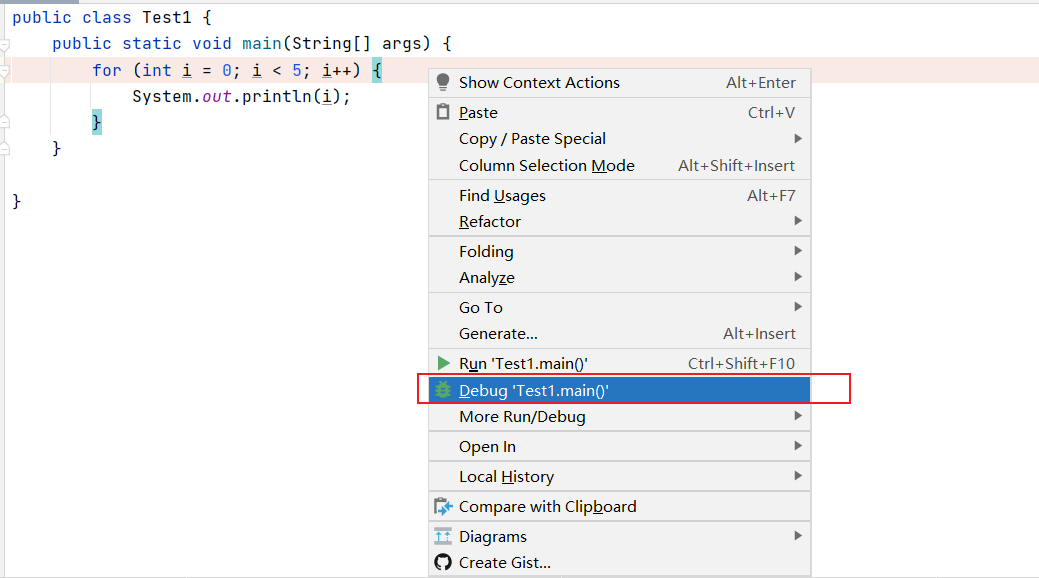 public class Test1 {
public static void main(String[] args) {
for (int i = 0; i < 5; i++) {
System.out.println(i);
}
}
}
Show Context Actions Alt+Enter
Paste Ctrl+V
Copy / Paste Special
Column Selection Mode Alt+Shift+Insert
Find Usages Alt+F7
Refactor
Folding
Analyze
Go To
Generate... Alt+Insert
Run 'Test1.main()' Ctrl+Shift+F10
Debug 'Test1.main()'
More Run/Debug
Open In
Local History
Compare with Clipboard
Diagrams
Create Gist...